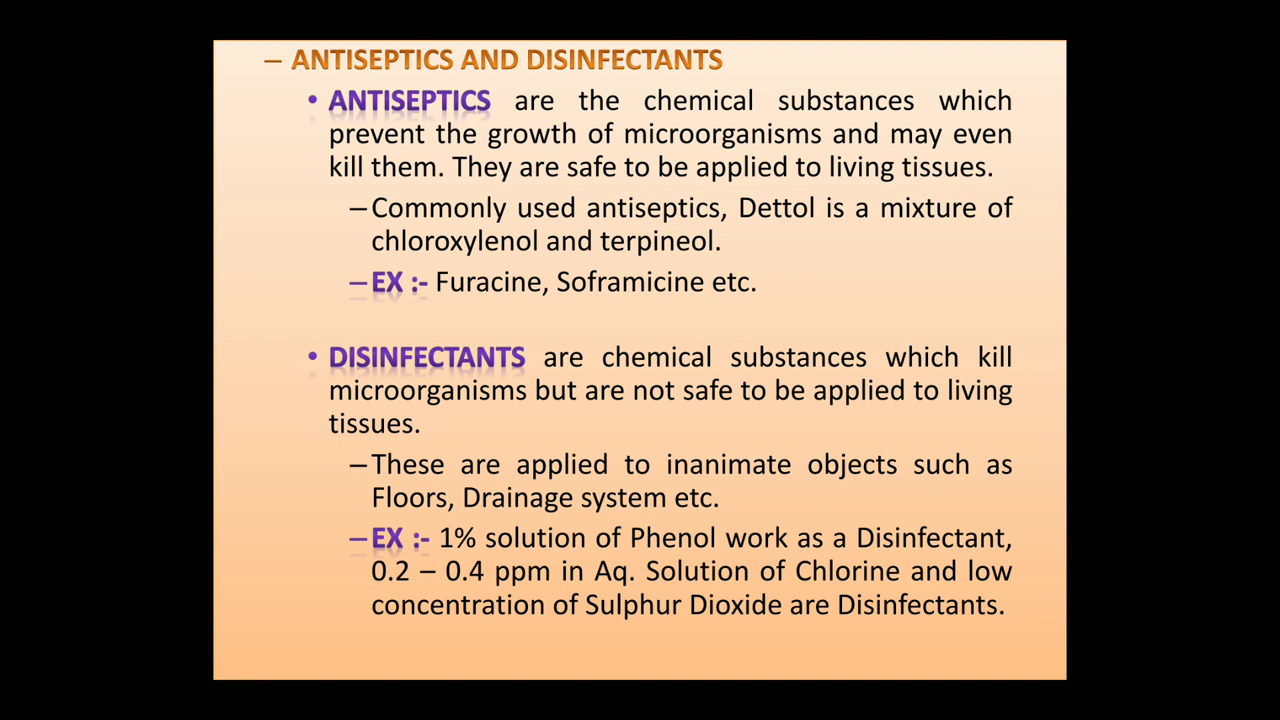 – ANTISEPTICS AND DISINFECTANTS
• ANTISEPTICS are the chemical substances which
prevent the growth of microorganisms and may even
kill them. They are safe to be applied to living tissues.
– Commonly used antiseptics, Dettol is a mixture of
chloroxylenol and terpineol.
– EX :- Furacine, Soframicine etc.
• DISINFECTANTS are chemical substances which kill
microorganisms but are not safe to be applied to living
tissues.
– These are applied to inanimate objects such as
Floors, Drainage system etc.
– EX :- 1% solution of Phenol work as a Disinfectant,
0.2 – 0.4 ppm in Aq. Solution of Chlorine and low
concentration of Sulphur Dioxide are Disinfectants.